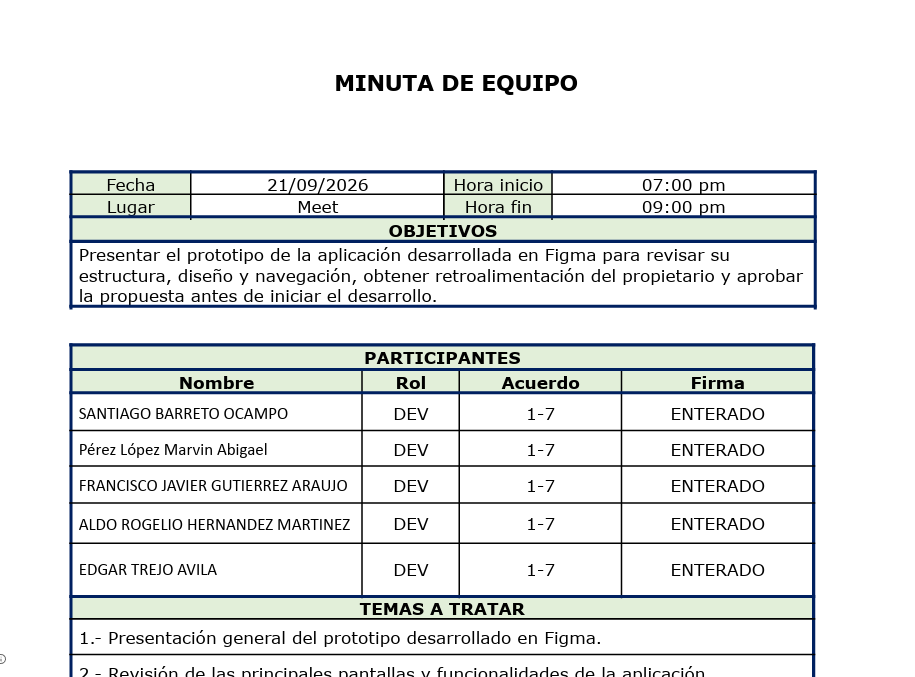 MINUTA DE EQUIPO
Fecha 21/09/2026 Hora inicio 07:00 pm
Lugar Meet Hora fin 09:00 pm
OBJETIVOS
Presentar el prototipo de la aplicación desarrollada en Figma para revisar su
estructura, diseño y navegación, obtener retroalimentación del propietario y aprobar
la propuesta antes de iniciar el desarrollo.
PARTICIPANTES
Nombre Rol Acuerdo Firma
SANTIAGO BARRETO OCAMPO DEV 1-7 ENTERADO
Pérez López Marvin Abigael DEV 1-7 ENTERADO
FRANCISCO JAVIER GUTIERREZ ARAUJO DEV 1-7 ENTERADO
ALDO ROGELIO HERNANDEZ MARTINEZ DEV 1-7 ENTERADO
EDGAR TREJO AVILA DEV 1-7 ENTERADO
TEMAS A TRATAR
1.- Presentación general del prototipo desarrollado en Figma.
2.- Revisión de las principales pantallas y funcionalidades de la aplicación.